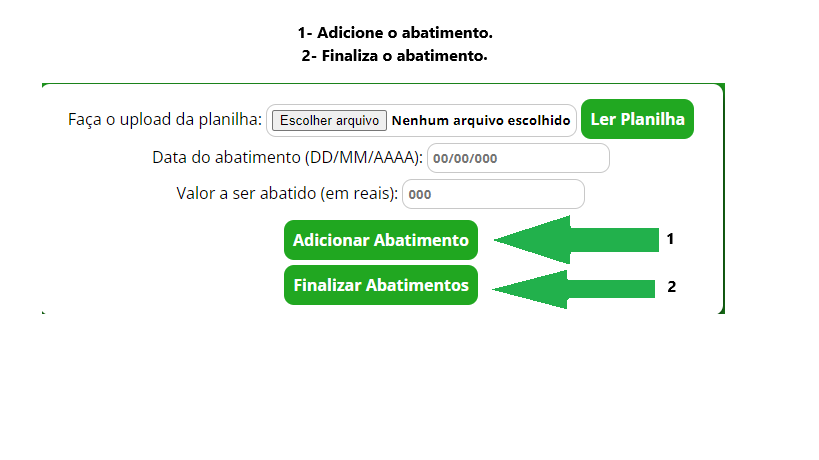 1- Adicione o abatimento.
2- Finaliza o abatimento.
Faça o upload da planilha: Escolher arquivo Nenhum arquivo escolhido Ler Planilha
Data do abatimento (DD/MM/AAAA): 00/00/000
Valor a ser abatido (em reais): 000
Adicionar Abatimento 1
Finalizar Abatimentos 2